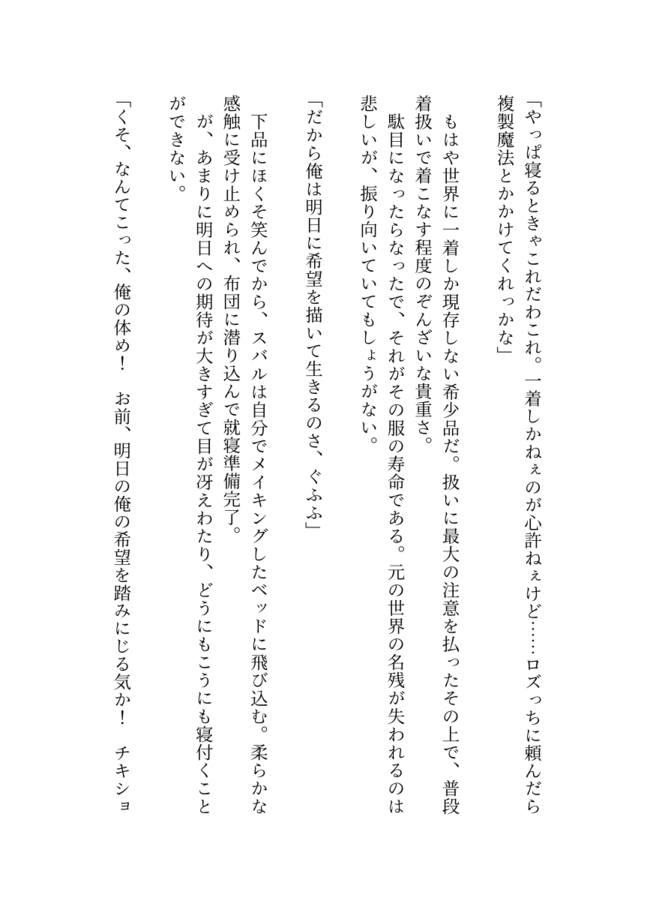 「やっぱ寝るときゃこれだわこれ。一着しかねぇのが心許ねぇけど……ロズっちに頼んだら
複製魔法とかかけてくれっかな」
もはや世界に一着しか現存しない希少品だ。扱いに最大の注意を払ったその上で、普段
着扱いで着こなす程度のぞんざいな貴重さ。
駄目になったらなったで、それがその服の寿命である。元の世界の名残が失われるのは
悲しいが、振り向いていてもしょうがない。
「だから俺は明日に希望を描いて生きるのさ、ぐふふ」
下品にほくそ笑んでから、スバルは自分でメイキングしたベッドに飛び込む。柔らかな
感触に受け止められ、布団に潜り込んで就寝準備完了。
が、あまりに明日への期待が大きすぎて目が冴えわたり、どうにもこうにも寝付くこと
ができない。
「くそ、なんてこった、俺の体め！　お前、明日の俺の希望を踏みにじる気か！　チキショ